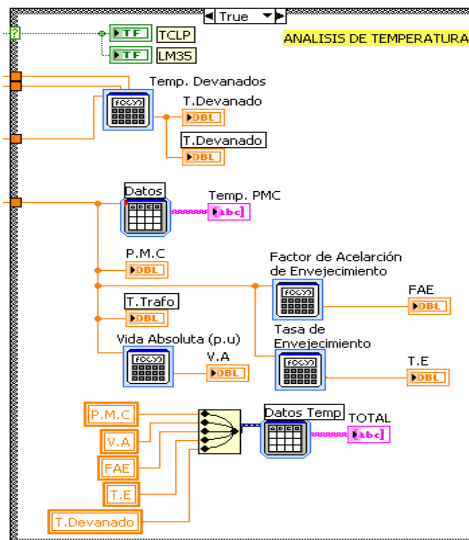 True
?
TF TCLP
TF LM35
ANALISIS DE TEMPERATURA
Temp. Devanados
F(X,Y)
T.Devanado
DBL
T.Devanado
DBL
Datos
Temp. PMC
abc
P.M.C
DBL
Factor de Acelarción
de Envejecimiento
F(X,Y)
FAE
DBL
T.Trafo
DBL
Vida Absoluta (p.u)
F(X,Y)
V.A
DBL
Tasa de
Envejecimiento
F(X,Y)
T.E
DBL
P.M.C
V.A
FAE
T.E
T.Devanado
Datos Temp
TOTAL
abc